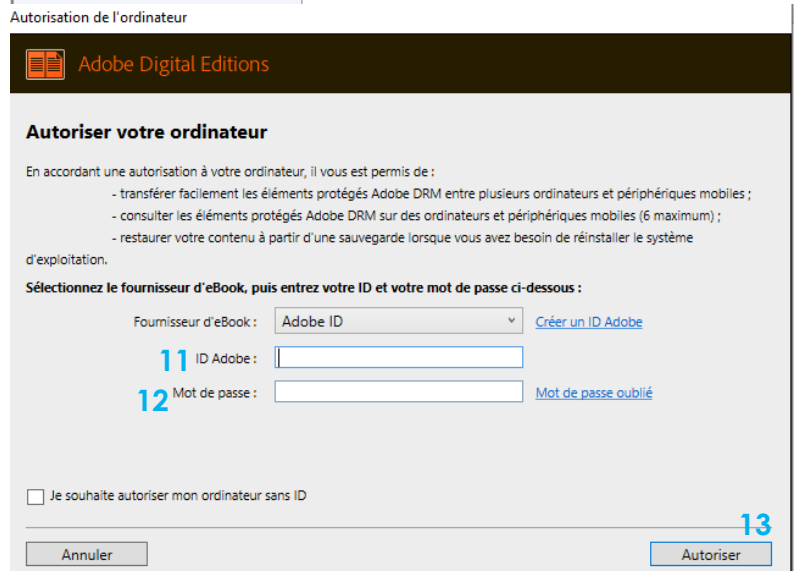 Autorisation de l'ordinateur
Adobe Digital Editions
Autoriser votre ordinateur
En accordant une autorisation à votre ordinateur, il vous est permis de :
- transférer facilement les éléments protégés Adobe DRM entre plusieurs ordinateurs et périphériques mobiles ;
- consulter les éléments protégés Adobe DRM sur des ordinateurs et périphériques mobiles (6 maximum) ;
- restaurer votre contenu à partir d'une sauvegarde lorsque vous avez besoin de réinstaller le système
d'exploitation.
Sélectionnez le fournisseur d'eBook, puis entrez votre ID et votre mot de passe ci-dessous :
Fournisseur d'eBook : Adobe ID Créer un ID Adobe
11 ID Adobe :
12 Mot de passe : Mot de passe oublié
Je souhaite autoriser mon ordinateur sans ID
13
Annuler Autoriser